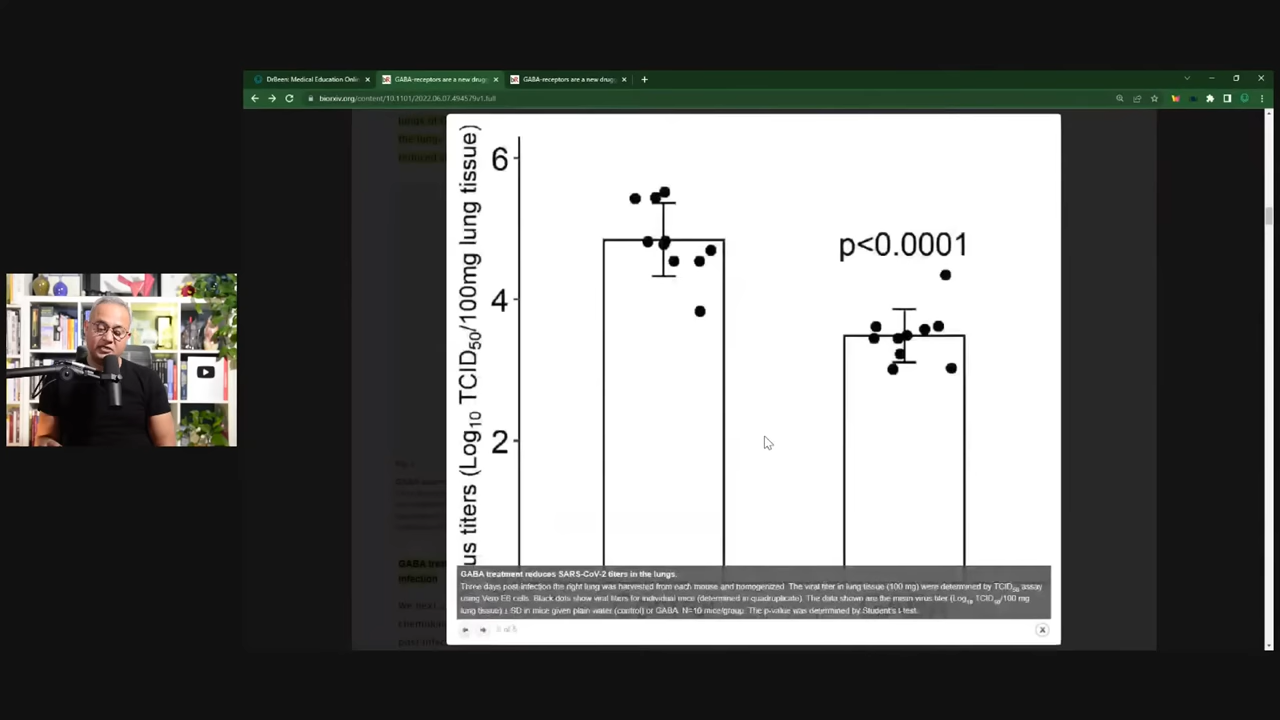 DrBeen: Medical Education Onlin
GABA-receptors are a new drug
GABA-receptors are a new drug
biorxiv.org/content/10.1101/2022.06.07.494579v1.full
us titers (Log10 TCID50/100mg lung tissue)
6
4
2
p<0.0001
GABA treatment reduces SARS-CoV-2 titers in the lungs.
Three days post-infection the right lung was harvested from each mouse and homogenized. The viral titer in lung tissue (100 mg) were determined by TCID50 assay
using Vero E6 cells. Black dots show viral titers for individual mice (determined in quadruplicate). The data shown are the mean virus titer (Log10 TCID50/100 mg
lung tissue) ± SD in mice given plain water (control) or GABA. N=10 mice/group. The p-value was determined by Student's t-test.
GABA
infection
We